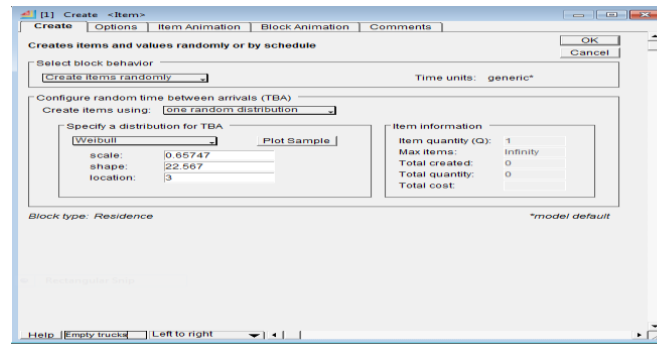 [1] Create <Item>
Create Options Item Animation Block Animation Comments
Creates items and values randomly or by schedule
OK
Cancel
Select block behavior
Create items randomly
Time units: generic*
Configure random time between arrivals (TBA)
Create items using: one random distribution
Specify a distribution for TBA
Weibull
Plot Sample
scale: 0.65747
shape: 22.567
location: 3
Item information
Item quantity (Q): 1
Max items: Infinity
Total created: 0
Total quantity: 0
Total cost:
Block type: Residence
*model default
Help Empty trucks Left to right